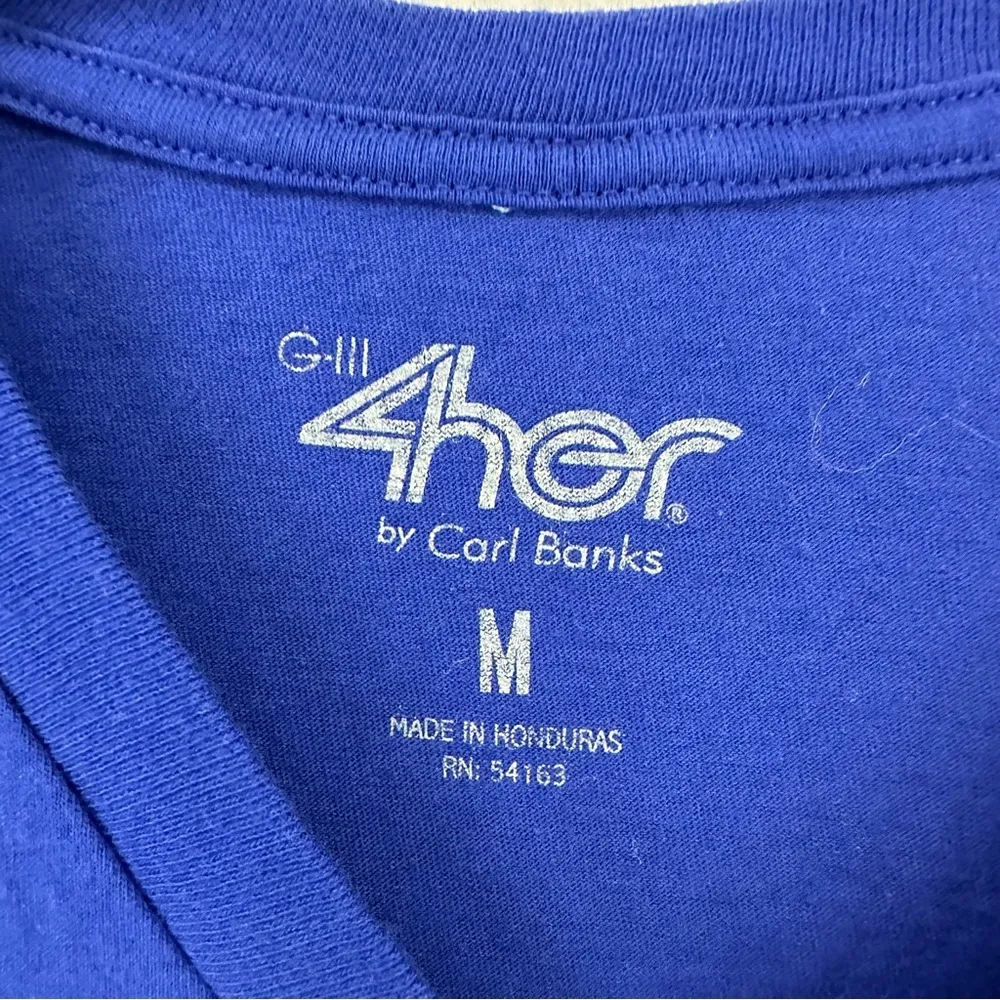 G-III
4her®
by Carl Banks
M
MADE IN HONDURAS
RN: 54163